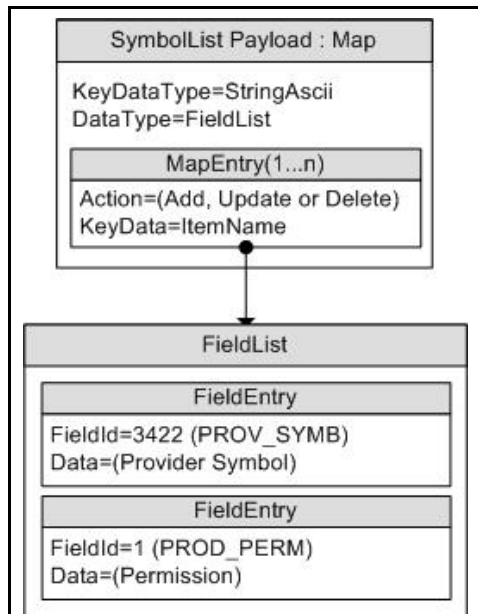 SymbolList Payload : Map
KeyDataType=StringAscii
DataType=FieldList
MapEntry(1...n)
Action=(Add, Update or Delete)
KeyData=ItemName
FieldList
FieldEntry
FieldId=3422 (PROV_SYMB)
Data=(Provider Symbol)
FieldEntry
FieldId=1 (PROD_PERM)
Data=(Permission)